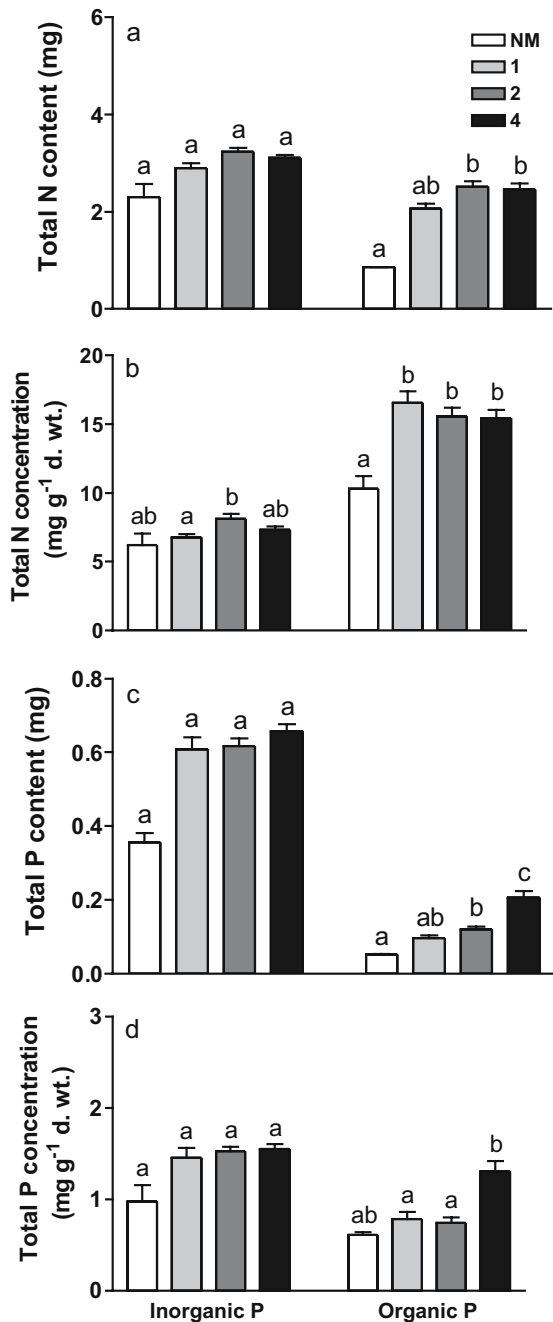 a
NM
1
2
4
Total N content (mg)
6
4
2
0
a a a a a ab b b
b
Total N concentration
(mg g-1 d. wt.)
20
15
10
5
0
ab a b ab a b b b
c
Total P content (mg)
0.8
0.6
0.4
0.2
0.0
a a a a a ab b c
d
Total P concentration
(mg g-1 d. wt.)
3
2
1
0
a a a a ab a a b
Inorganic P Organic P